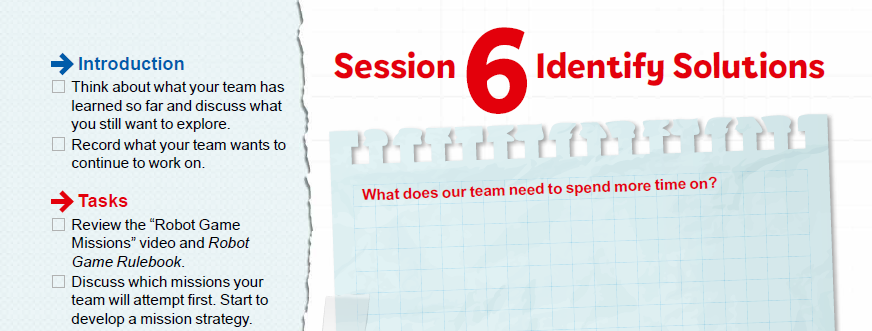 Introduction
Think about what your team has
learned so far and discuss what
you still want to explore.
Record what your team wants to
continue to work on.
Tasks
Review the “Robot Game
Missions” video and Robot
Game Rulebook.
Discuss which missions your
team will attempt first. Start to
develop a mission strategy.
Session 6 Identify Solutions
What does our team need to spend more time on?